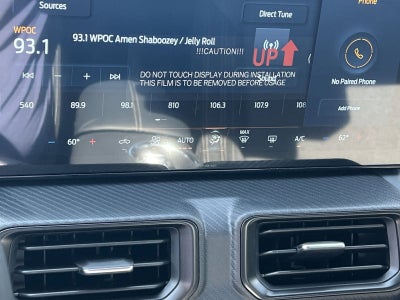 Sources
Direct Tune
Phone
WPOC
93.1
93.1 WPOC Amen Shaboozey / Jelly Roll
!!!CAUTION!!!
UP
DO NOT TOUCH DISPLAY DURING INSTALLATION
THIS FILM IS TO BE REMOVED BEFORE USAGE
No Paired Phone
540 89.9 98.1 810 106.3 107.9 108
Add Phone
- 60° + AUTO MAX A/C 62°